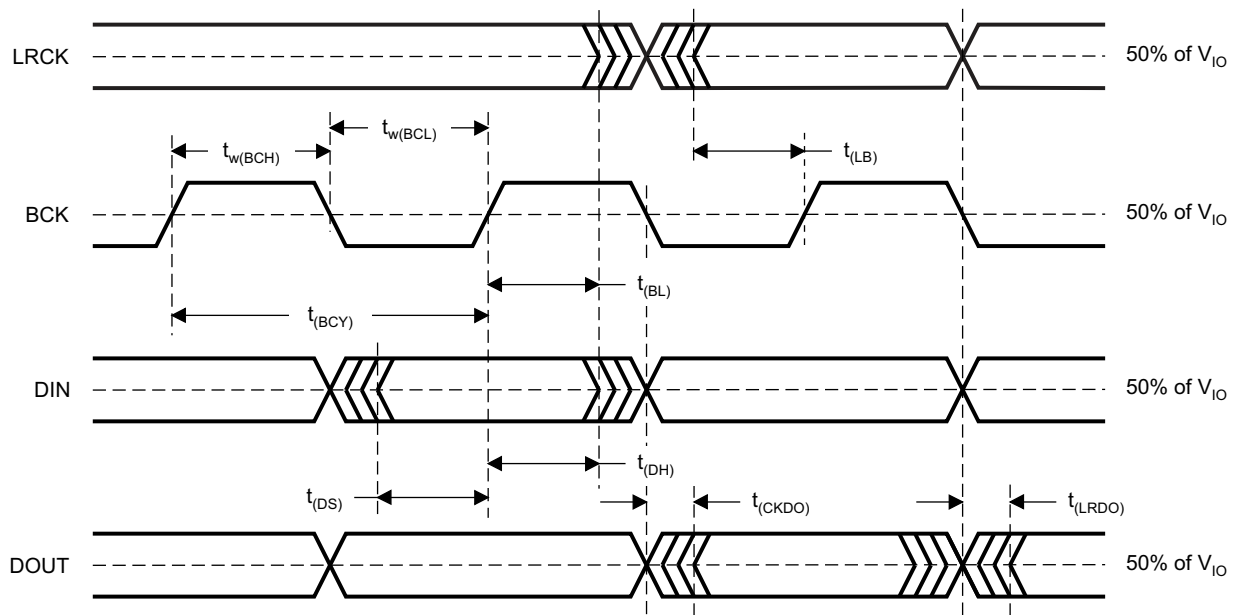 LRCK
50% of V_IO
t_w(BCL)
t_w(BCH)
t_(LB)
BCK
50% of V_IO
t_(BL)
t_(BCY)
DIN
50% of V_IO
t_(DH)
t_(DS)
t_(CKDO)
t_(LRDO)
DOUT
50% of V_IO